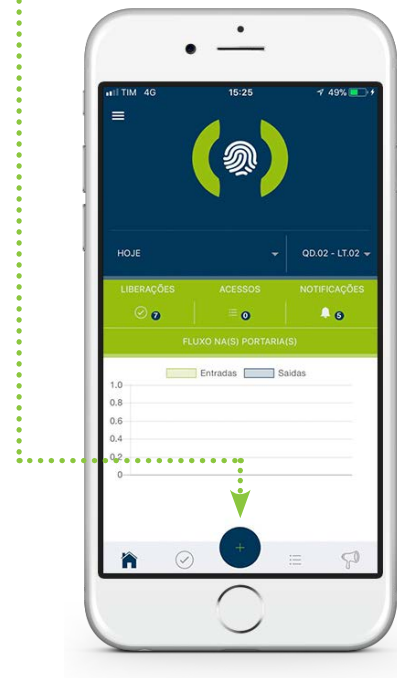 TIM 4G 15:25 49%
HOJE QD.02 - LT.02
LIBERAÇÕES ACESSOS NOTIFICAÇÕES
7 0 5
FLUXO NA(S) PORTARIA(S)
Entradas Saidas
1.0
0.8
0.6
0.4
0.2
0
+